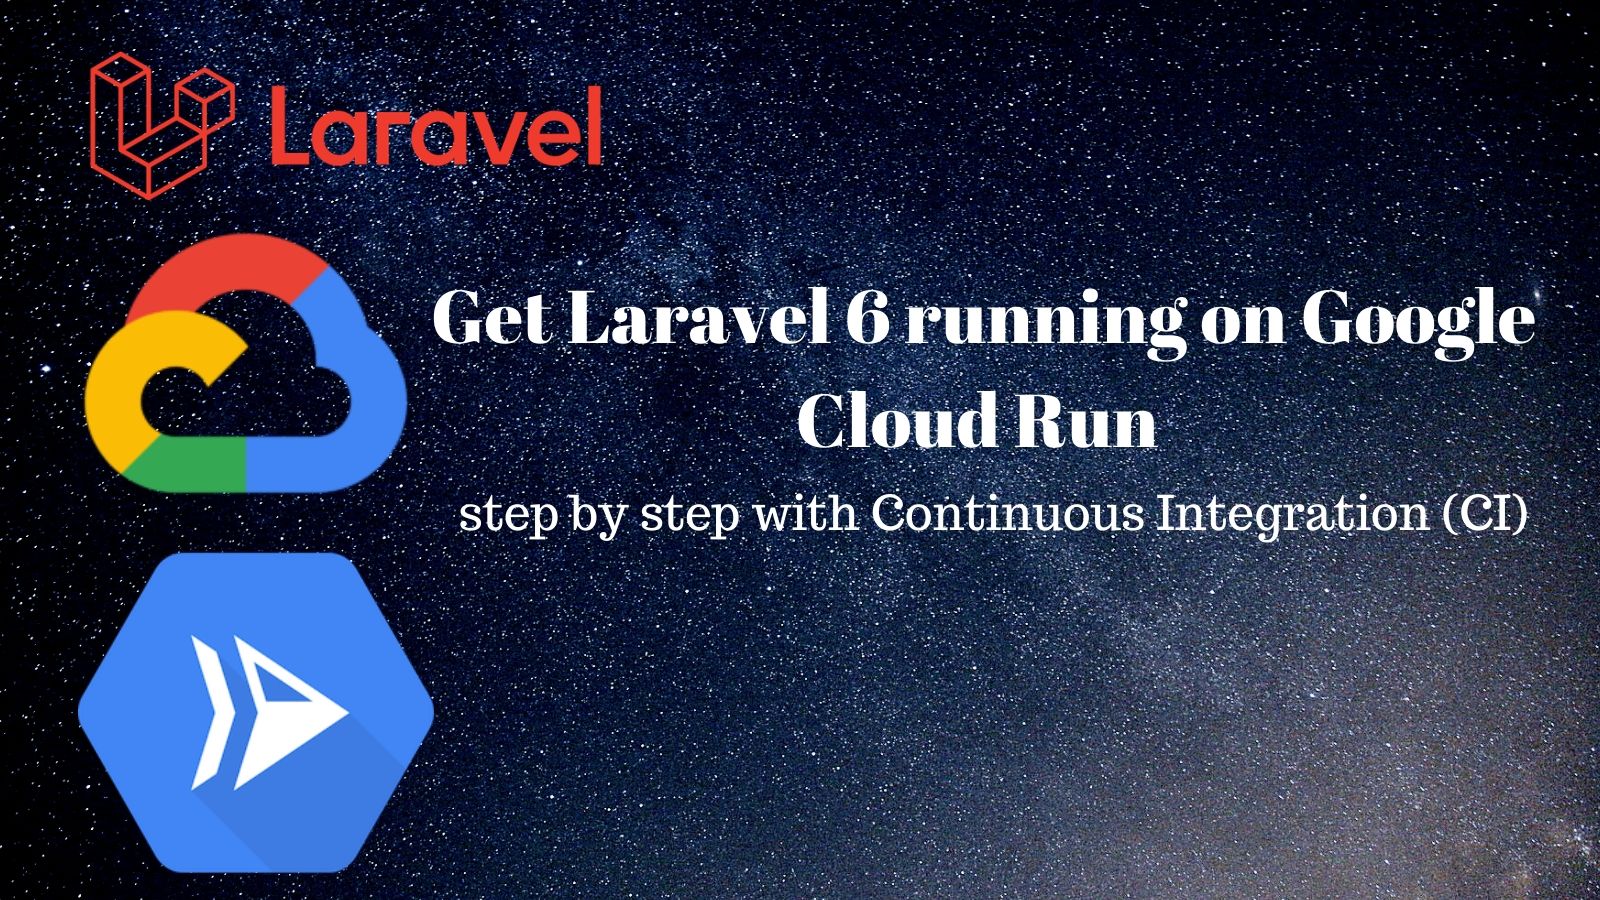 Laravel
Get Laravel 6 running on Google
Cloud Run
step by step with Continuous Integration (CI)